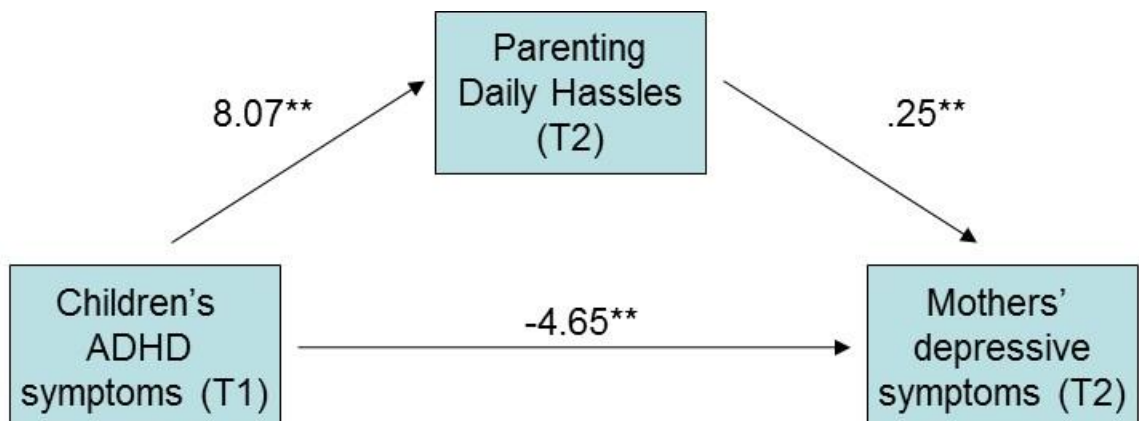 Parenting
Daily Hassles
(T2)
8.07**
.25**
Children’s
ADHD
symptoms (T1)
-4.65**
Mothers’
depressive
symptoms (T2)